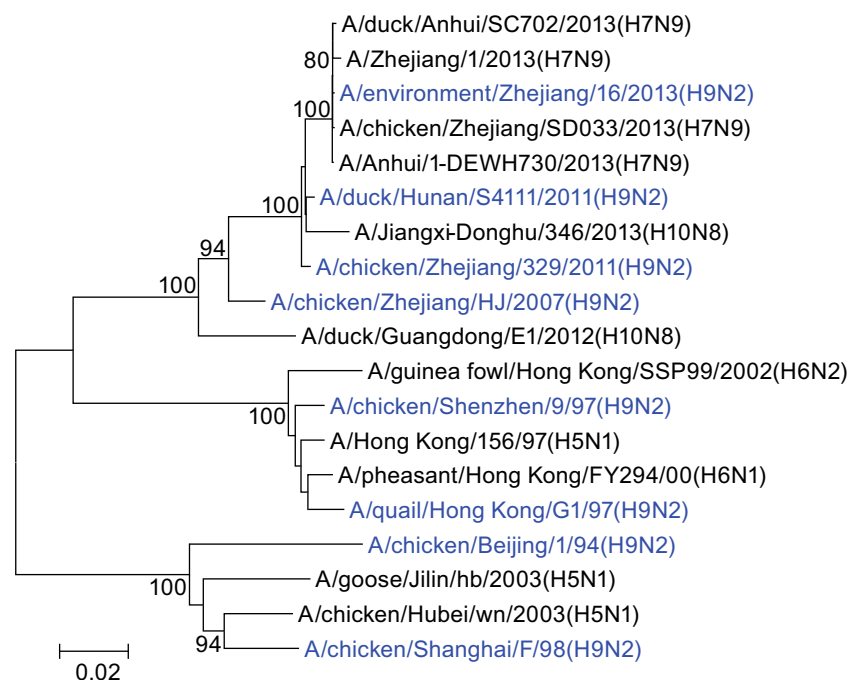 A/duck/Anhui/SC702/2013(H7N9)
80
A/Zhejiang/1/2013(H7N9)
A/environment/Zhejiang/16/2013(H9N2)
100
A/chicken/Zhejiang/SD033/2013(H7N9)
A/Anhui/1-DEWH730/2013(H7N9)
A/duck/Hunan/S4111/2011(H9N2)
100
A/Jiangxi-Donghu/346/2013(H10N8)
94
A/chicken/Zhejiang/329/2011(H9N2)
100
A/chicken/Zhejiang/HJ/2007(H9N2)
A/duck/Guangdong/E1/2012(H10N8)
A/guinea fowl/Hong Kong/SSP99/2002(H6N2)
A/chicken/Shenzhen/9/97(H9N2)
100
A/Hong Kong/156/97(H5N1)
A/pheasant/Hong Kong/FY294/00(H6N1)
A/quail/Hong Kong/G1/97(H9N2)
A/chicken/Beijing/1/94(H9N2)
100
A/goose/Jilin/hb/2003(H5N1)
A/chicken/Hubei/wn/2003(H5N1)
94
A/chicken/Shanghai/F/98(H9N2)
0.02